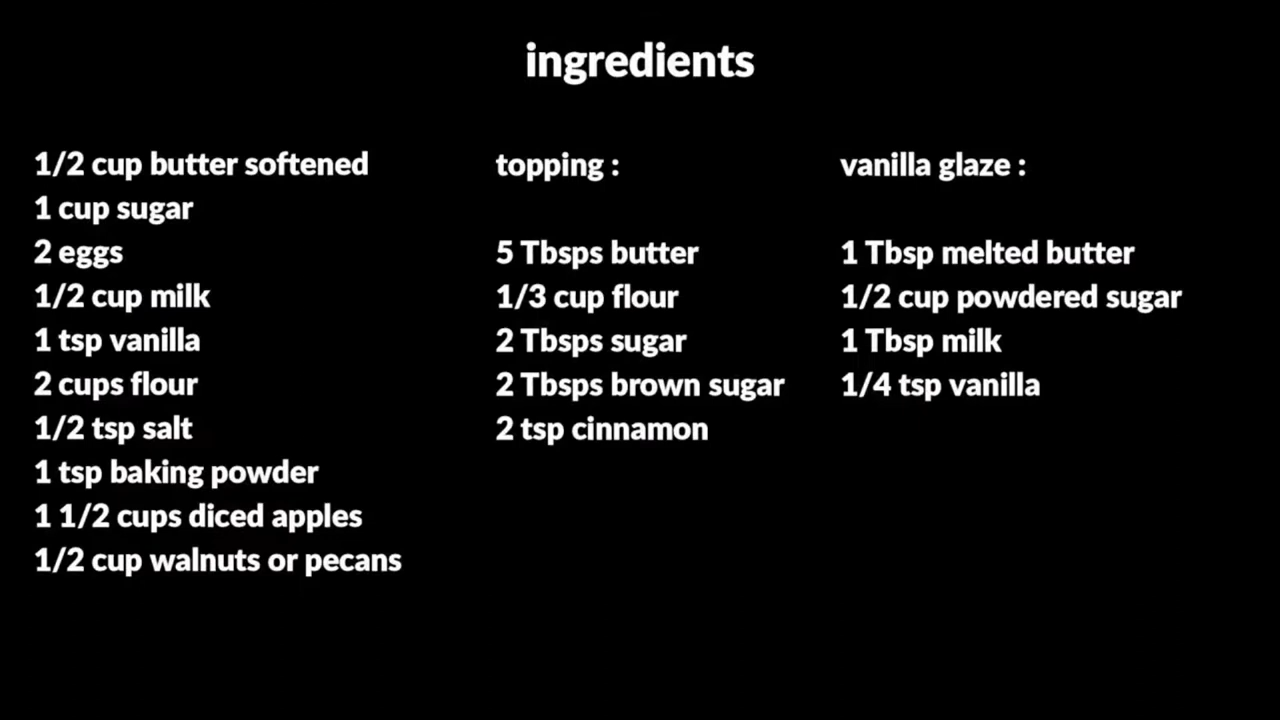 ingredients
1/2 cup butter softened
1 cup sugar
2 eggs
1/2 cup milk
1 tsp vanilla
2 cups flour
1/2 tsp salt
1 tsp baking powder
1 1/2 cups diced apples
1/2 cup walnuts or pecans
topping :
5 Tbsps butter
1/3 cup flour
2 Tbsps sugar
2 Tbsps brown sugar
2 tsp cinnamon
vanilla glaze :
1 Tbsp melted butter
1/2 cup powdered sugar
1 Tbsp milk
1/4 tsp vanilla